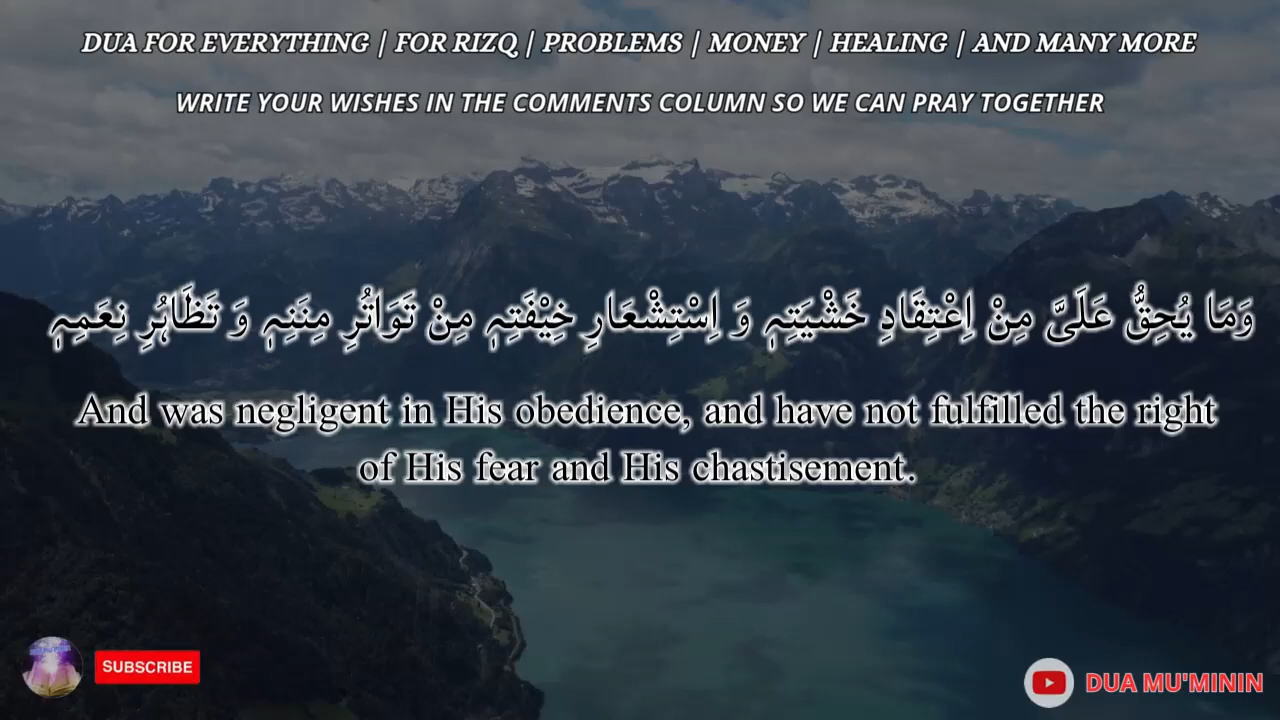 DUA FOR EVERYTHING | FOR RIZQ | PROBLEMS | MONEY | HEALING | AND MANY MORE
WRITE YOUR WISHES IN THE COMMENTS COLUMN SO WE CAN PRAY TOGETHER
وَمَا يُحِقُّ عَلَىَّ مِنْ اِعْتِقَادِ خَشْيَتِہٖ وَ اِسْتِشْعَارِ خِيْفَتِہٖ مِنْ تَوَاتُرِ مِنَنِہٖ وَ تَظَاہُرِ نِعَمِہٖ
And was negligent in His obedience, and have not fulfilled the right
of His fear and His chastisement.
SUBSCRIBE
DUA MU'MININ